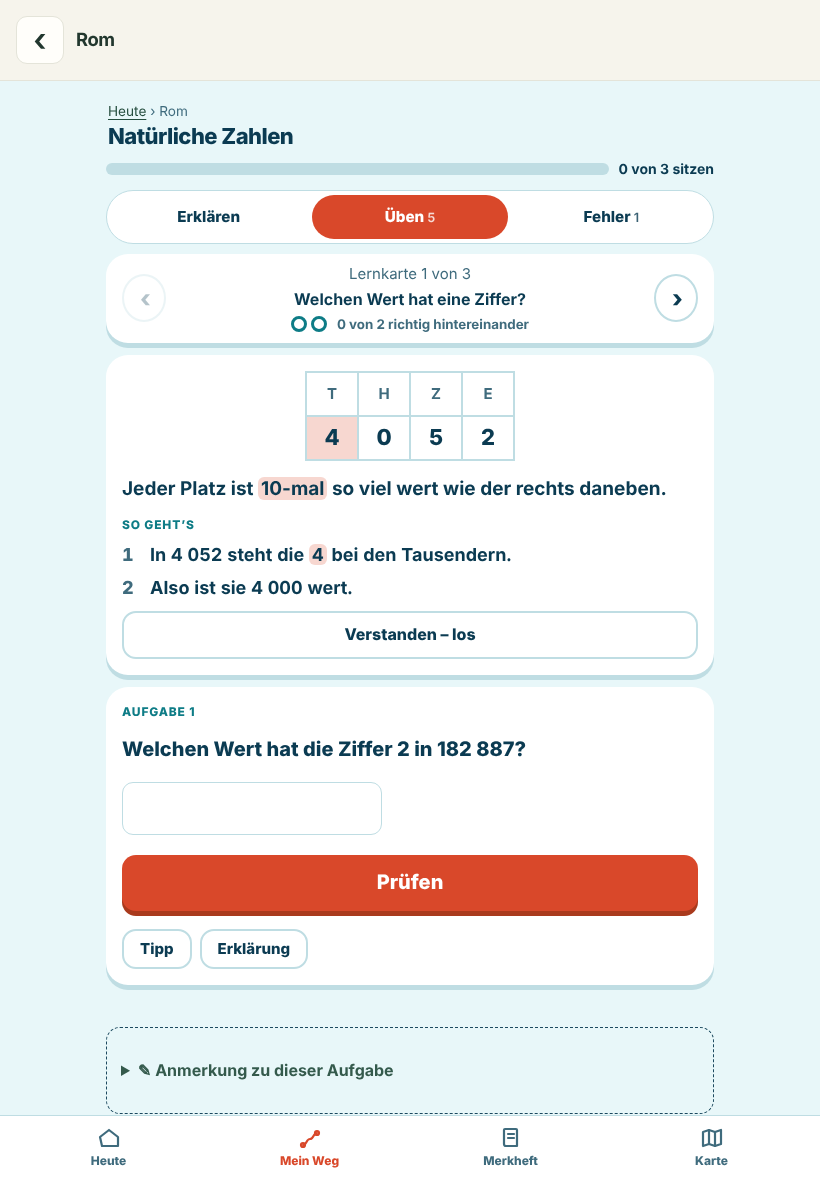 Rom
Heute › Rom
Natürliche Zahlen
0 von 3 sitzen
Erklären
Üben 5
Fehler 1
Lernkarte 1 von 3
Welchen Wert hat eine Ziffer?
0 von 2 richtig hintereinander
T H Z E
4 0 5 2
Jeder Platz ist 10-mal so viel wert wie der rechts daneben.
SO GEHT'S
1 In 4 052 steht die 4 bei den Tausendern.
2 Also ist sie 4 000 wert.
Verstanden – los
AUFGABE 1
Welchen Wert hat die Ziffer 2 in 182 887?
Prüfen
Tipp
Erklärung
✎ Anmerkung zu dieser Aufgabe
Heute
Mein Weg
Merkheft
Karte